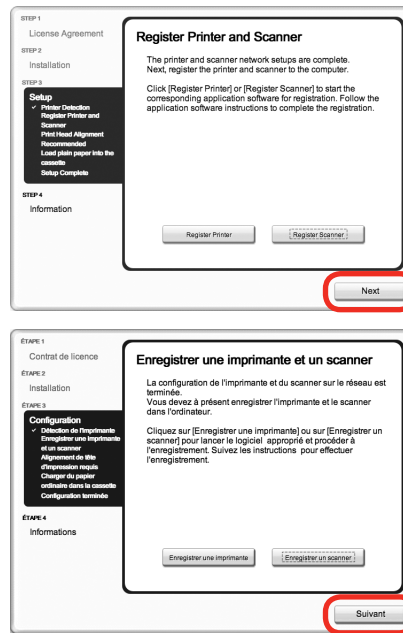 STEP 1
License Agreement
STEP 2
Installation
STEP 3
Setup
✓ Printer Detection
Register Printer and
Scanner
Print Head Alignment
Recommended
Load plain paper into the
cassette
Setup Complete
STEP 4
Information
Register Printer and Scanner
The printer and scanner network setups are complete.
Next, register the printer and scanner to the computer.
Click [Register Printer] or [Register Scanner] to start the
corresponding application software for registration. Follow the
application software instructions to complete the registration.
Register Printer
Register Scanner
Next
ÉTAPE 1
Contrat de licence
ÉTAPE 2
Installation
ÉTAPE 3
Configuration
✓ Détection de l'imprimante
Enregistrer une imprimante
et un scanner
Alignement de tête
d'impression requis
Charger du papier
ordinaire dans la cassette
Configuration terminée
ÉTAPE 4
Informations
Enregistrer une imprimante et un scanner
La configuration de l'imprimante et du scanner sur le réseau est
terminée.
Vous devez à présent enregistrer l'imprimante et le scanner
dans l'ordinateur.
Cliquez sur [Enregistrer une imprimante] ou sur [Enregistrer un
scanner] pour lancer le logiciel approprié et procéder à
l'enregistrement. Suivez les instructions pour effectuer
l'enregistrement.
Enregistrer une imprimante
Enregistrer un scanner
Suivant